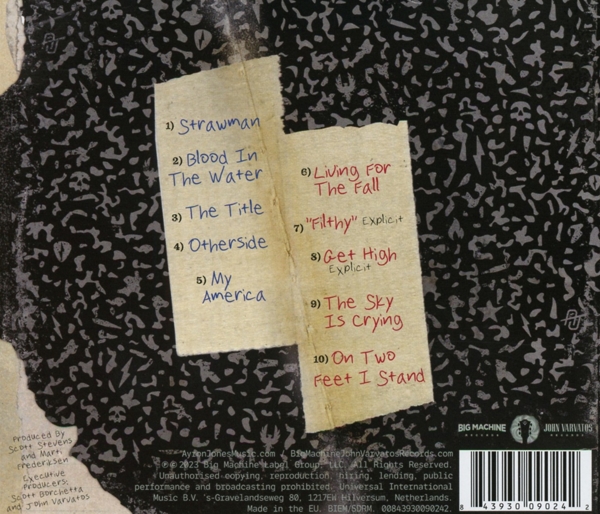 1) Strawman
2) Blood In
The Water
3) The Title
4) Otherside
5) My
America
6) Living For
The Fall
7) "Filthy" Explicit
8) Get High
Explicit
9) The Sky
Is Crying
10) On Two
Feet I Stand
Produced By
Scott Stevens
and Marti
Frederiksen
Executive
Producers:
Scott Borchetta
and John Varvatos
AyronJonesMusic.com / BigMachineJohnVarvatosRecords.com
℗© 2023 Big Machine Label Group, LLC. All Rights Reserved.
Unauthorised copying, reproduction, hiring, lending, public
performance and broadcasting prohibited. Universal International
Music B.V. 's-Gravelandseweg 80, 1217EW Hilversum, Netherlands.
Made in the EU. BIEM/SDRM. 00843930090242.
BIG MACHINE
RECORDS
JOHN VARVATOS
RECORDS
8 43930 09024 2